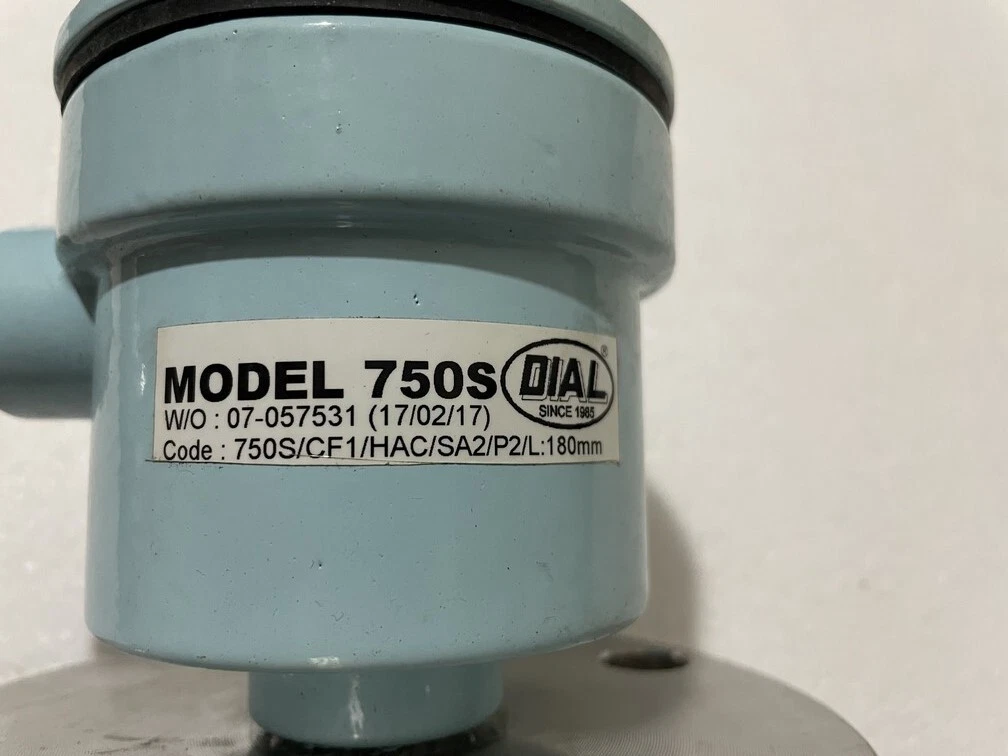 MODEL 750S
DIAL®
SINCE 1985
W/O : 07-057531 (17/02/17)
Code : 750S/CF1/HAC/SA2/P2/L:180mm